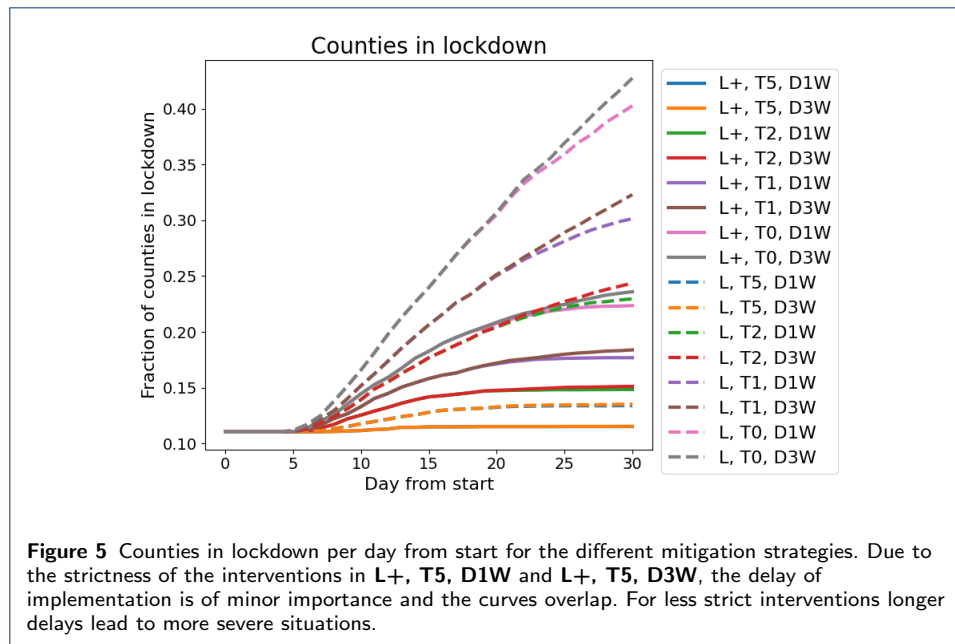 Counties in lockdown
Fraction of counties in lockdown
0.40
0.35
0.30
0.25
0.20
0.15
0.10
0
5
10
15
20
25
30
Day from start
L+, T5, D1W
L+, T5, D3W
L+, T2, D1W
L+, T2, D3W
L+, T1, D1W
L+, T1, D3W
L+, T0, D1W
L+, T0, D3W
L, T5, D1W
L, T5, D3W
L, T2, D1W
L, T2, D3W
L, T1, D1W
L, T1, D3W
L, T0, D1W
L, T0, D3W
Figure 5 Counties in lockdown per day from start for the different mitigation strategies. Due to
the strictness of the interventions in L+, T5, D1W and L+, T5, D3W, the delay of
implementation is of minor importance and the curves overlap. For less strict interventions longer
delays lead to more severe situations.